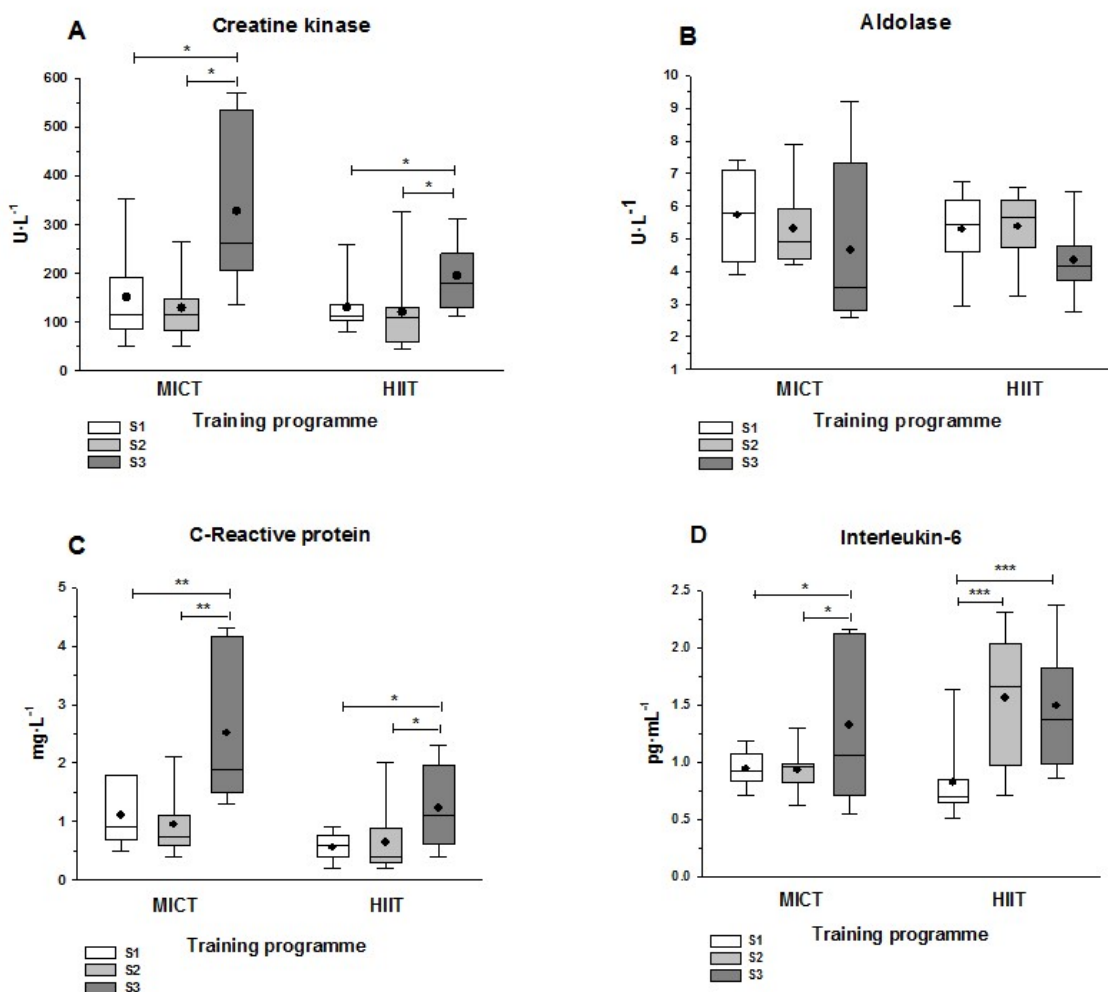 A
Creatine kinase
*
*
*
*
600
500
400
300
200
100
0
U·L⁻¹
MICT
HIIT
Training programme
S1
S2
S3
B
Aldolase
10
9
8
7
6
5
4
3
2
1
U·L⁻¹
MICT
HIIT
Training programme
S1
S2
S3
C
C-Reactive protein
**
**
*
*
5
4
3
2
1
0
mg·L⁻¹
MICT
HIIT
Training programme
S1
S2
S3
D
Interleukin-6
*
*
***
***
2.5
2.0
1.5
1.0
0.5
0.0
pg·mL⁻¹
MICT
HIIT
Training programme
S1
S2
S3